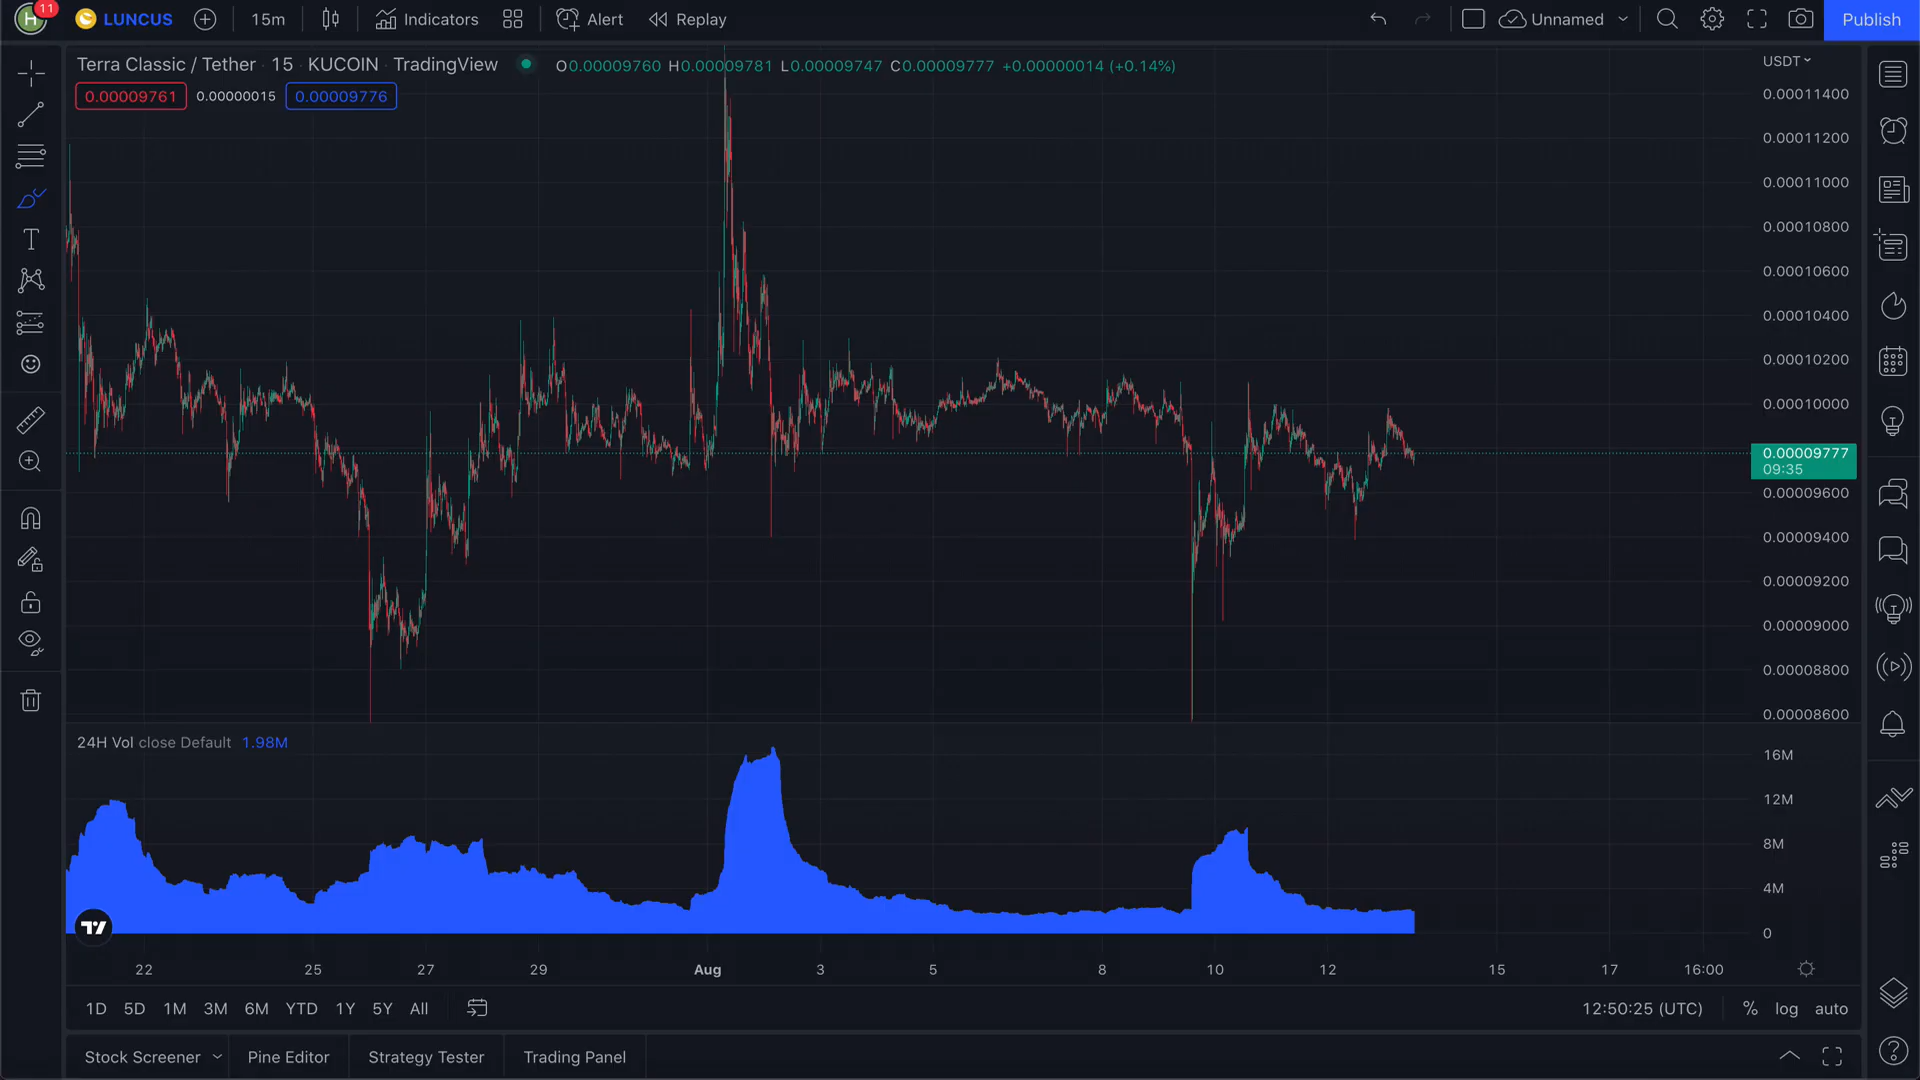 H 11 LUNCUS 15m Indicators Alert Replay Unnamed Publish
Terra Classic / Tether · 15 · KUCOIN · TradingView O0.00009760 H0.00009781 L0.00009747 C0.00009777 +0.00000014 (+0.14%)
USDT
0.00009761 0.00000015 0.00009776
0.00011400
0.00011200
0.00011000
0.00010800
0.00010600
0.00010400
0.00010200
0.00010000
0.00009777
09:35
0.00009600
0.00009400
0.00009200
0.00009000
0.00008800
0.00008600
24H Vol close Default 1.98M
16M
12M
8M
4M
0
22 25 27 29 Aug 3 5 8 10 12 15 17 16:00
1D 5D 1M 3M 6M YTD 1Y 5Y All 12:50:25 (UTC) % log auto
Stock Screener Pine Editor Strategy Tester Trading Panel